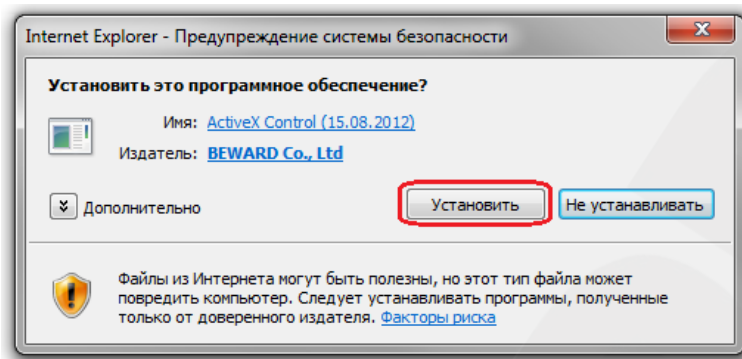 Internet Explorer - Предупреждение системы безопасности
Установить это программное обеспечение?
Имя: ActiveX Control (15.08.2012)
Издатель: BEWARD Co., Ltd
Дополнительно Установить Не устанавливать
Файлы из Интернета могут быть полезны, но этот тип файла может
повредить компьютер. Следует устанавливать программы, полученные
только от доверенного издателя. Факторы риска